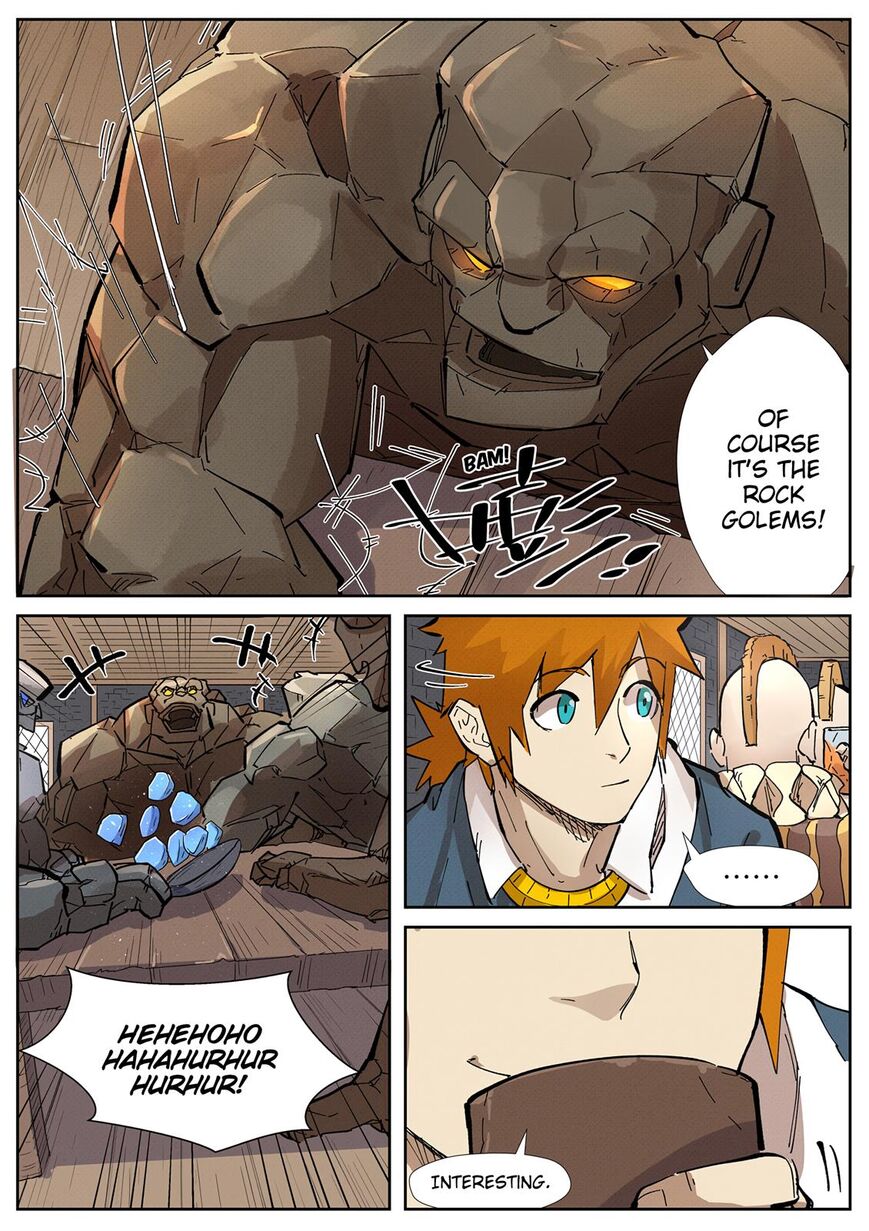 OF
COURSE
IT'S THE
ROCK
GOLEMS!
BAM!
HEHEHOHO
HAHAHURHUR
HURHUR!
......
INTERESTING.